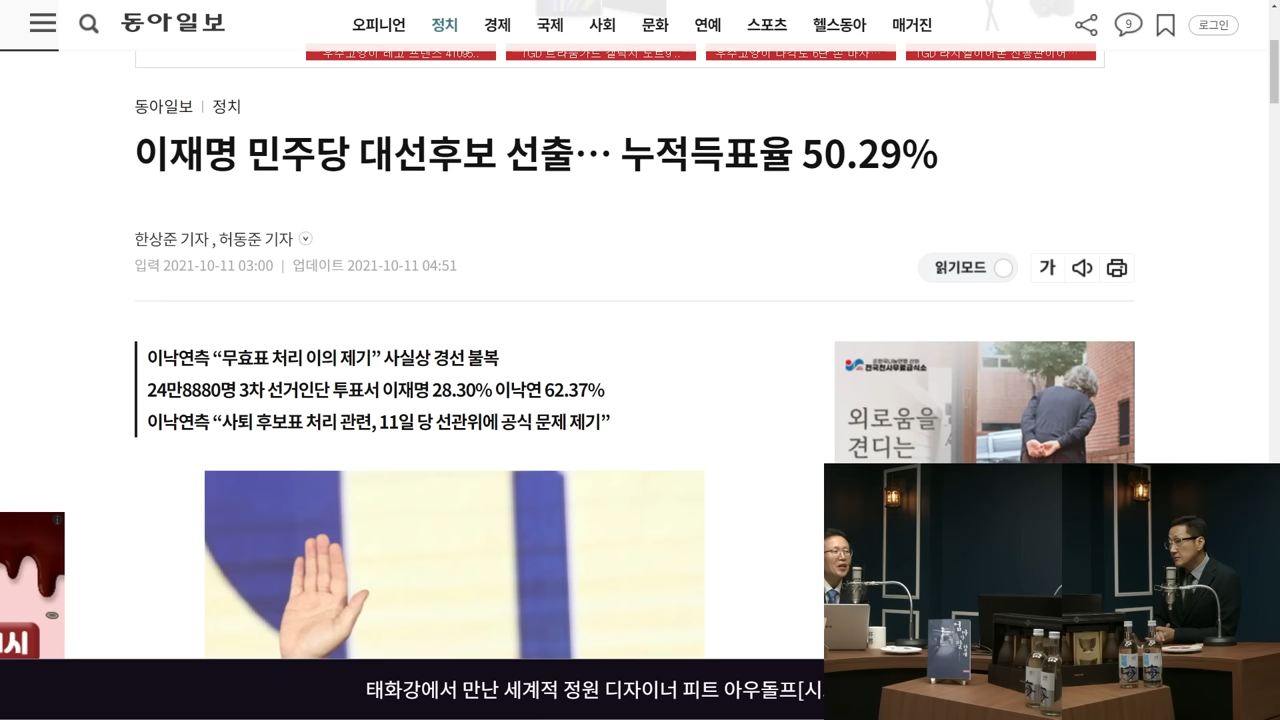 동아일보
오피니언 정치 경제 국제 사회 문화 연예 스포츠 헬스동아 매거진
9
로그인
동아일보 | 정치
이재명 민주당 대선후보 선출… 누적득표율 50.29%
한상준 기자 , 허동준 기자
입력 2021-10-11 03:00 | 업데이트 2021-10-11 04:51
읽기모드
가
이낙연측 “무효표 처리 이의 제기” 사실상 경선 불복
24만8880명 3차 선거인단 투표서 이재명 28.30% 이낙연 62.37%
이낙연측 “사퇴 후보표 처리 관련, 11일 당 선관위에 공식 문제 제기”
전국천사무료급식소
외로움을
견디는
태화강에서 만난 세계적 정원 디자이너 피트 아우돌프[시